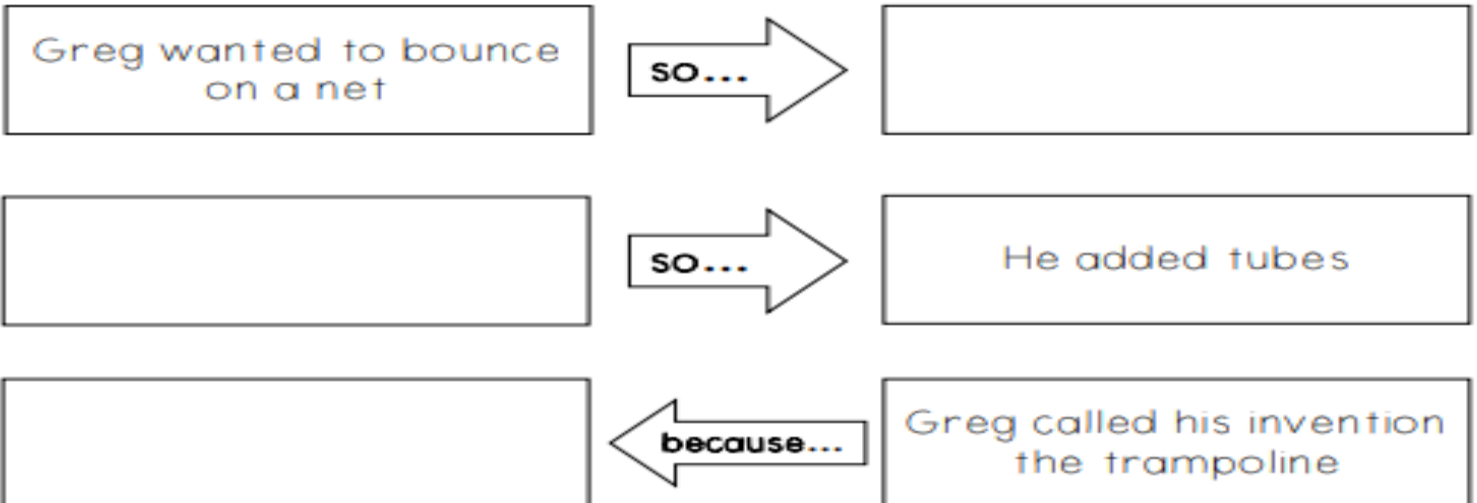 Greg wanted to bounce
on a net
so...
so...
He added tubes
because...
Greg called his invention
the trampoline